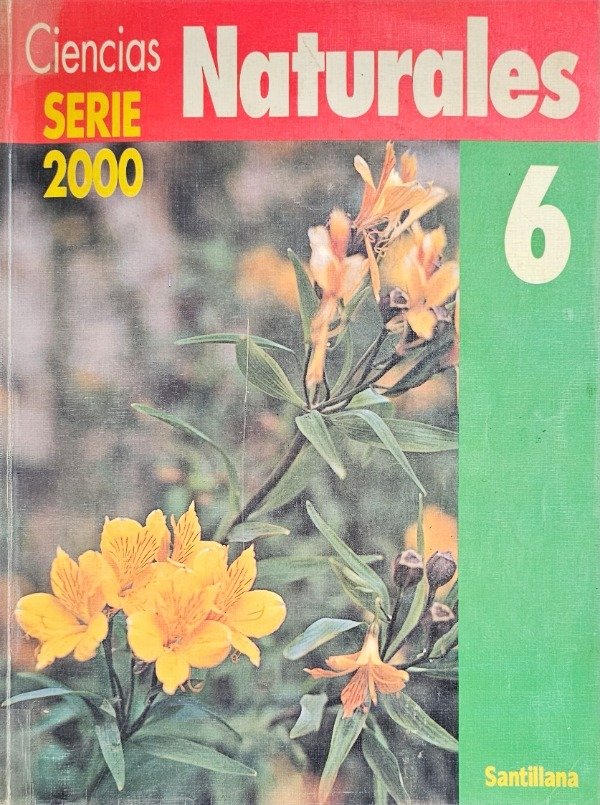 Ciencias Naturales
SERIE
2000
6
Santillana